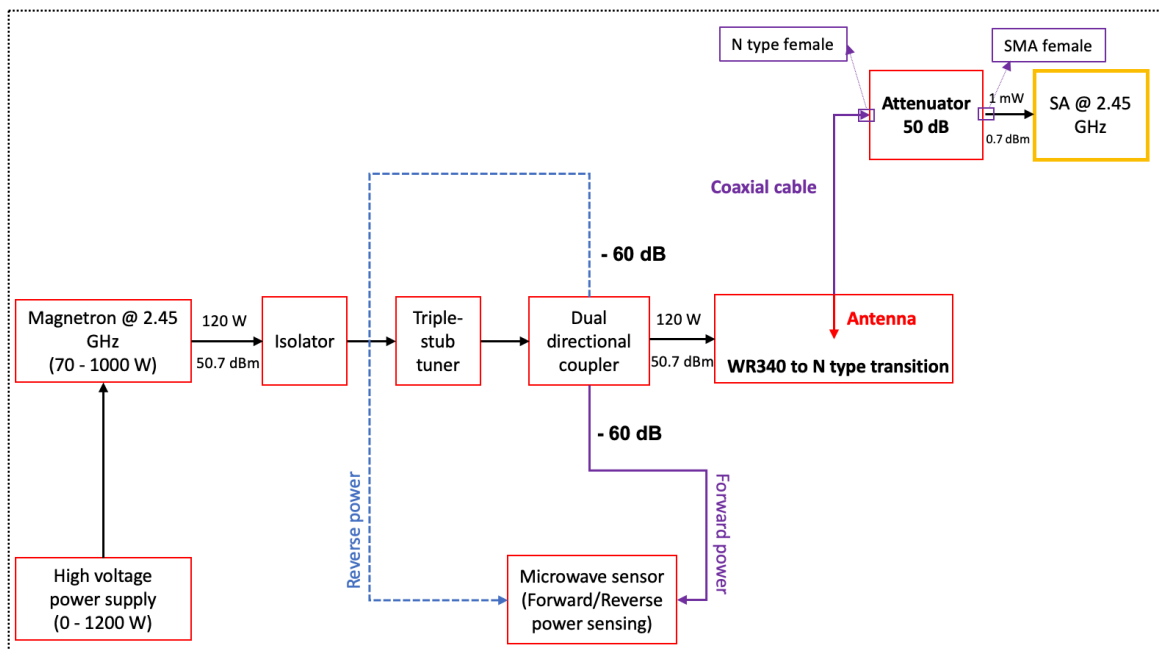 N type female
SMA female
Attenuator
50 dB
1 mW
0.7 dBm
SA @ 2.45
GHz
Coaxial cable
- 60 dB
Magnetron @ 2.45
GHz
(70 - 1000 W)
120 W
50.7 dBm
Isolator
Triple-
stub
tuner
Dual
directional
coupler
120 W
50.7 dBm
Antenna
WR340 to N type transition
- 60 dB
Reverse power
Forward power
High voltage
power supply
(0 - 1200 W)
Microwave sensor
(Forward/Reverse
power sensing)